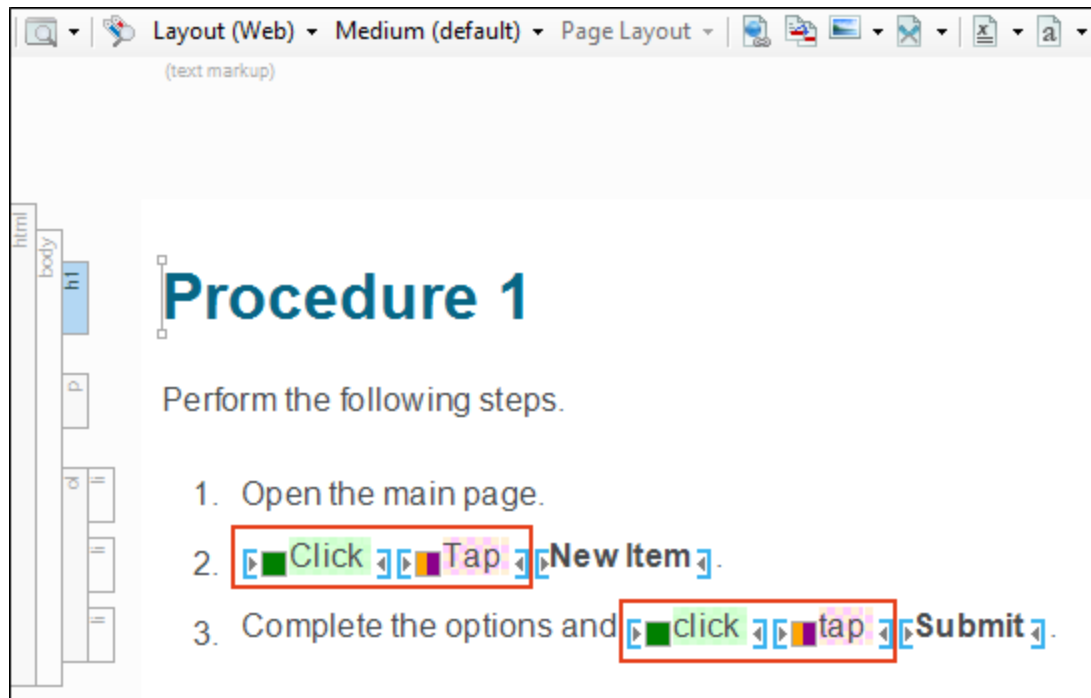 Layout (Web) Medium (default) Page Layout x a
(text markup)
html
body
h1
Procedure 1
p
Perform the following steps.
ol
li
1. Open the main page.
li
2. Click Tap New Item .
li
3. Complete the options and click tap Submit .